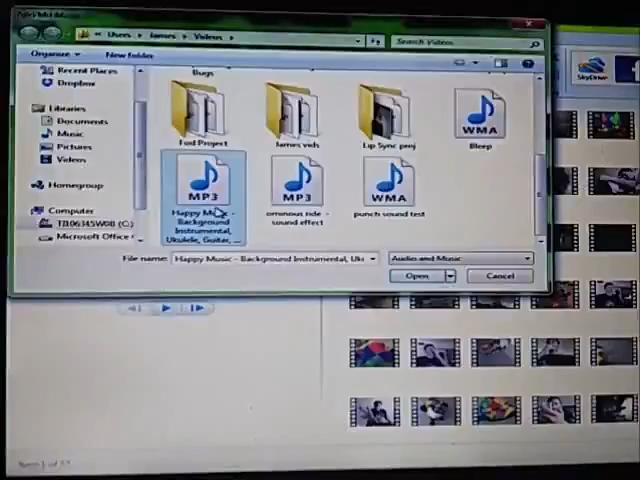 Users James Videos
Search Videos
Organize
New folder
Recent Places
Dropbox
Libraries
Documents
Music
Pictures
Videos
Homegroup
Computer
Microsoft Office
Bugs
Ford Project
James vids
Lip Sync proj
WMA
Bleep
MP3
Happy Music -
Background
Instrumental,
Ukulele, Guitar, ...
MP3
ominous ride -
sound effect
WMA
punch sound test
File name:
Happy Music - Background Instrumental, Uk
Audio and Music
Open
Cancel
SkyDrive